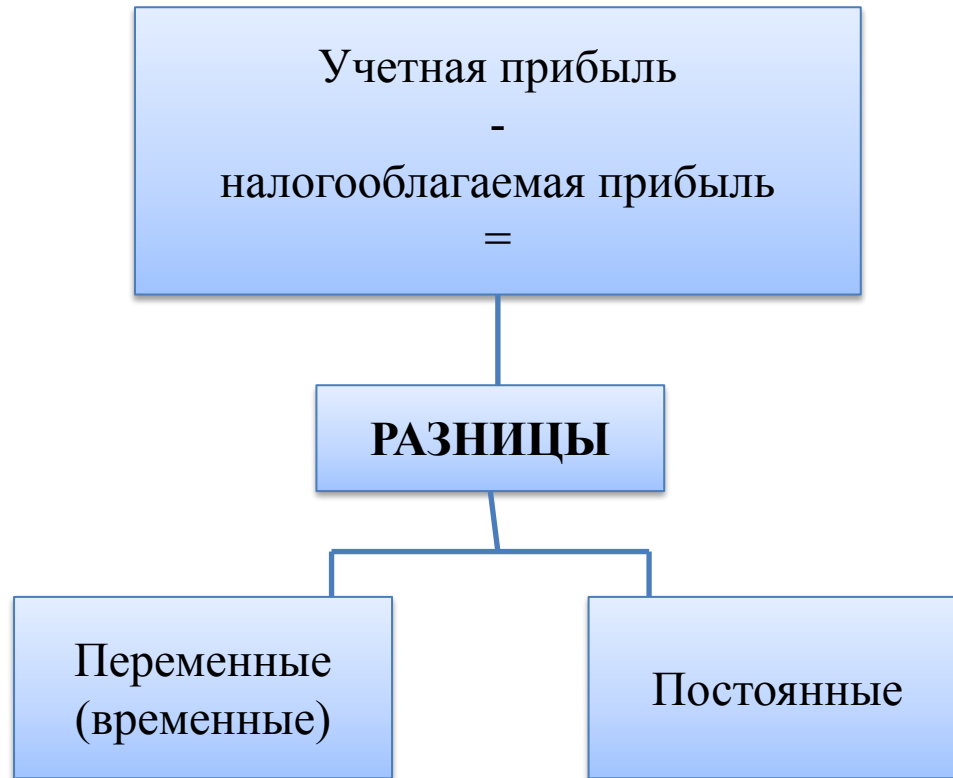 Учетная прибыль
-
налогооблагаемая прибыль
=
РАЗНИЦЫ
Переменные
(временные)
Постоянные